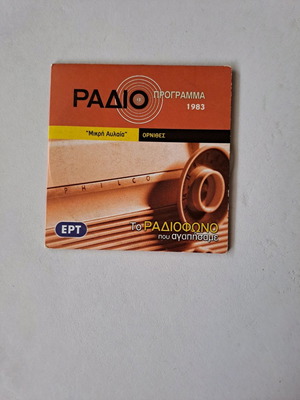 ΡΑΔΙΟ ΠΡΟΓΡΑΜΜΑ
1983
"Μικρή Αυλαία" ΟΡΝΙΘΕΣ
PHILCO
ΕΡΤ
Το ΡΑΔΙΟΦΩΝΟ
που αγαπήσαμε